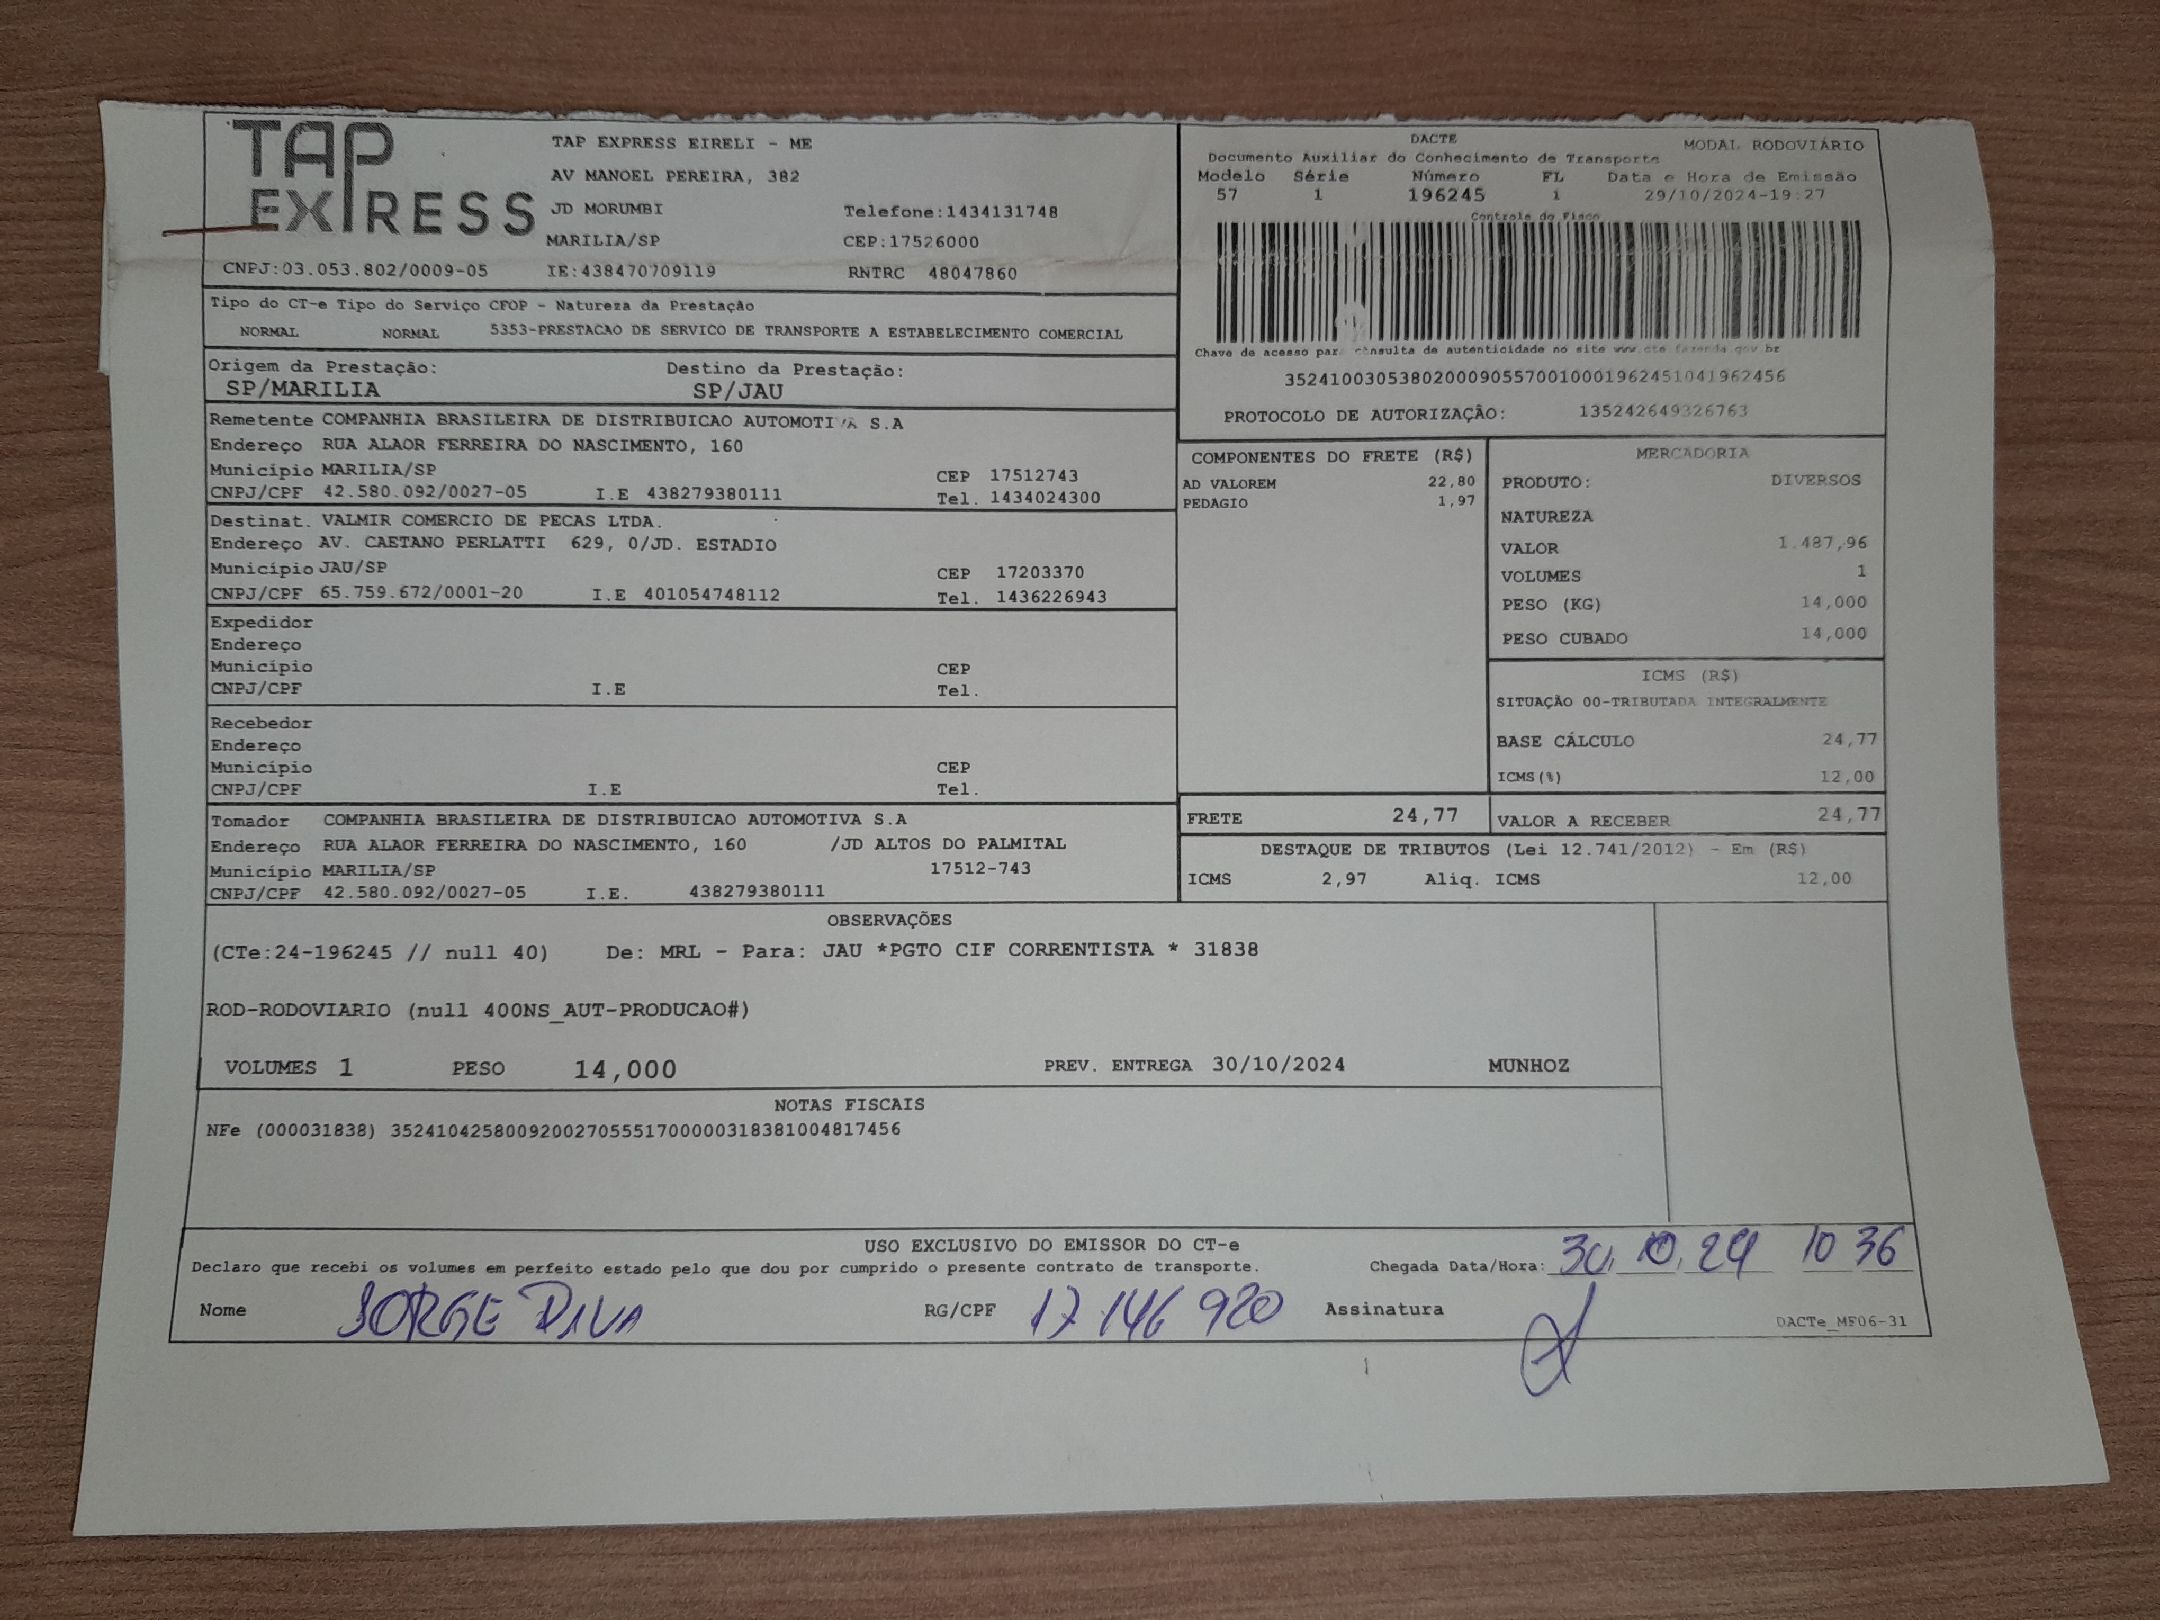 TAP EXPRESS
TAP EXPRESS EIRELI - ME
AV MANOEL PEREIRA, 382
JD MORUMBI Telefone:1434131748
MARILIA/SP CEP:17526000
CNPJ:03.053.802/0009-05 IE:438470709119 RNTRC 48047860
DACTE MODAL RODOVIÁRIO
Documento Auxiliar do Conhecimento de Transporte
Modelo Série Número FL Data e Hora de Emissão
57 1 196245 1 29/10/2024-19:27
Controle do Fisco
Chave de acesso para consulta de autenticidade no site www.cte.fazenda.gov.br
35241003053802000905570010001962451041962456
PROTOCOLO DE AUTORIZAÇÃO: 135242649326763
Tipo do CT-e Tipo do Serviço CFOP - Natureza da Prestação
NORMAL NORMAL 5353-PRESTACAO DE SERVICO DE TRANSPORTE A ESTABELECIMENTO COMERCIAL
Origem da Prestação: Destino da Prestação:
SP/MARILIA SP/JAU
Remetente COMPANHIA BRASILEIRA DE DISTRIBUICAO AUTOMOTIVA S.A
Endereço RUA ALAOR FERREIRA DO NASCIMENTO, 160
Município MARILIA/SP CEP 17512743
CNPJ/CPF 42.580.092/0027-05 I.E 438279380111 Tel. 1434024300
Destinat. VALMIR COMERCIO DE PECAS LTDA.
Endereço AV. CAETANO PERLATTI 629, 0/JD. ESTADIO
Município JAU/SP CEP 17203370
CNPJ/CPF 65.759.672/0001-20 I.E 401054748112 Tel. 1436226943
Expedidor
Endereço
Município CEP
CNPJ/CPF I.E Tel.
Recebedor
Endereço
Município CEP
CNPJ/CPF I.E Tel.
Tomador COMPANHIA BRASILEIRA DE DISTRIBUICAO AUTOMOTIVA S.A
Endereço RUA ALAOR FERREIRA DO NASCIMENTO, 160 /JD ALTOS DO PALMITAL
Município MARILIA/SP 17512-743
CNPJ/CPF 42.580.092/0027-05 I.E. 438279380111
COMPONENTES DO FRETE (R$)
AD VALOREM 22,80
PEDAGIO 1,97
MERCADORIA
PRODUTO: DIVERSOS
NATUREZA
VALOR 1.487,96
VOLUMES 1
PESO (KG) 14,000
PESO CUBADO 14,000
ICMS (R$)
SITUAÇÃO 00-TRIBUTADA INTEGRALMENTE
BASE CÁLCULO 24,77
ICMS(%) 12,00
FRETE 24,77 VALOR A RECEBER 24,77
DESTAQUE DE TRIBUTOS (Lei 12.741/2012) - Em (R$)
ICMS 2,97 Aliq. ICMS 12,00
OBSERVAÇÕES
(CTe:24-196245 // null 40) De: MRL - Para: JAU *PGTO CIF CORRENTISTA * 31838
ROD-RODOVIARIO (null 400NS_AUT-PRODUCAO#)
VOLUMES 1 PESO 14,000 PREV. ENTREGA 30/10/2024 MUNHOZ
NOTAS FISCAIS
NFe (000031838) 35241042580092002705551700000318381004817456
USO EXCLUSIVO DO EMISSOR DO CT-e
Declaro que recebi os volumes em perfeito estado pelo que dou por cumprido o presente contrato de transporte. Chegada Data/Hora: 30.10.24 10 36
Nome JORGE PIVA RG/CPF 17 146 920 Assinatura
DACTe_MF06-31